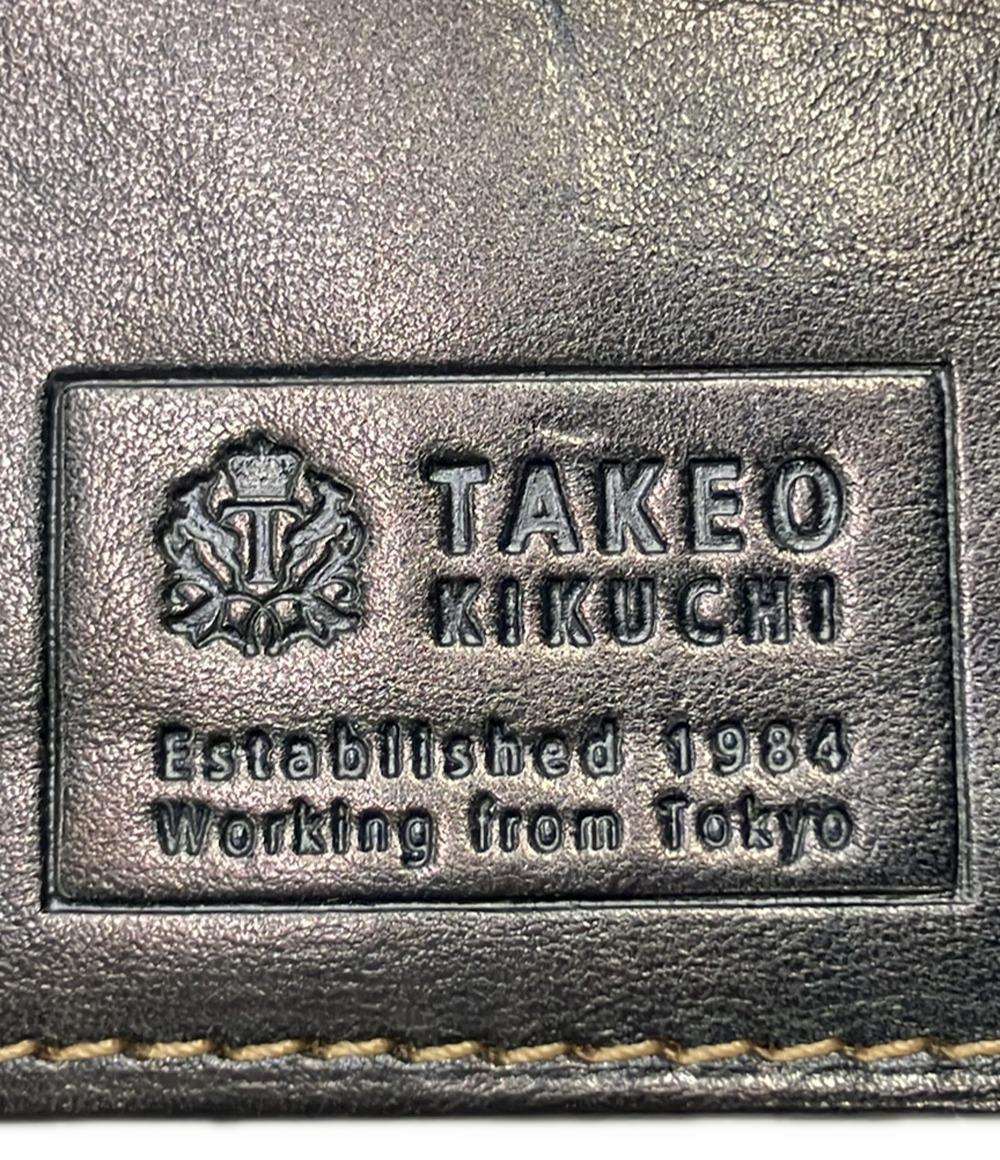 T
TAKEO
KIKUCHI
Established 1984
Working from Tokyo